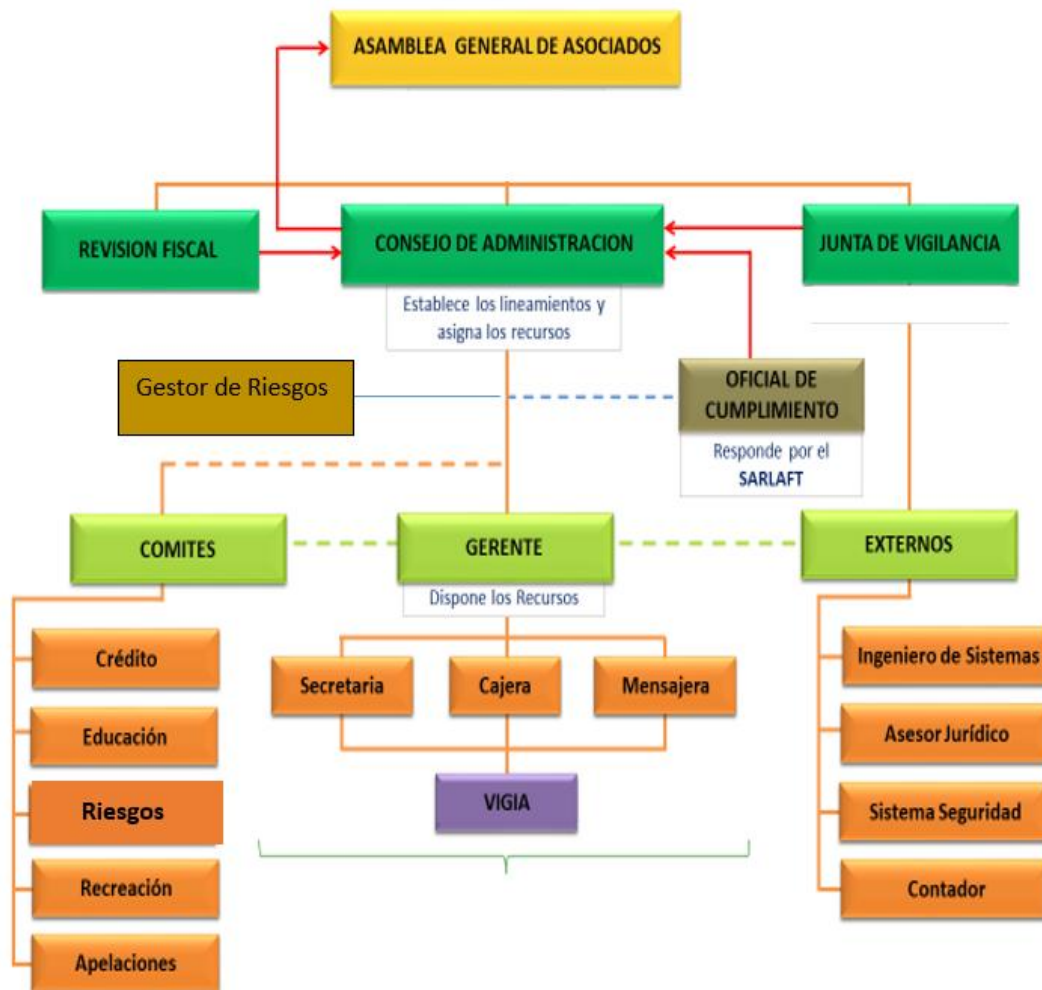 ASAMBLEA GENERAL DE ASOCIADOS
REVISION FISCAL
CONSEJO DE ADMINISTRACION
JUNTA DE VIGILANCIA
Establece los lineamientos y
asigna los recursos
Gestor de Riesgos
OFICIAL DE
CUMPLIMIENTO
Responde por el
SARLAFT
COMITES
GERENTE
EXTERNOS
Dispone los Recursos
Crédito
Educación
Riesgos
Recreación
Apelaciones
Secretaria
Cajera
Mensajera
VIGIA
Ingeniero de Sistemas
Asesor Jurídico
Sistema Seguridad
Contador